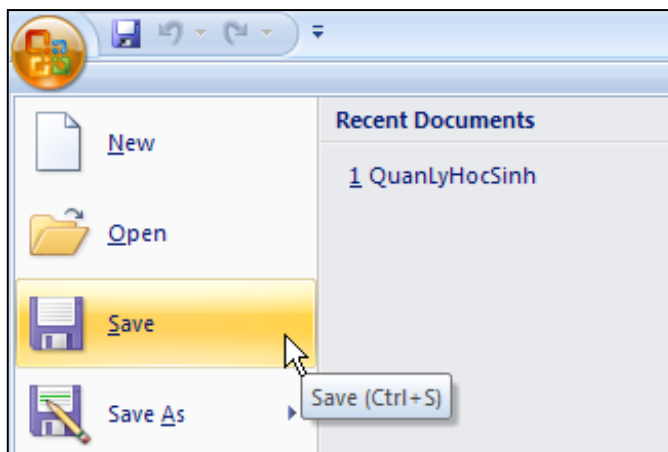 Recent Documents
New
1 QuanLyHocSinh
Open
Save
Save (Ctrl+S)
Save As